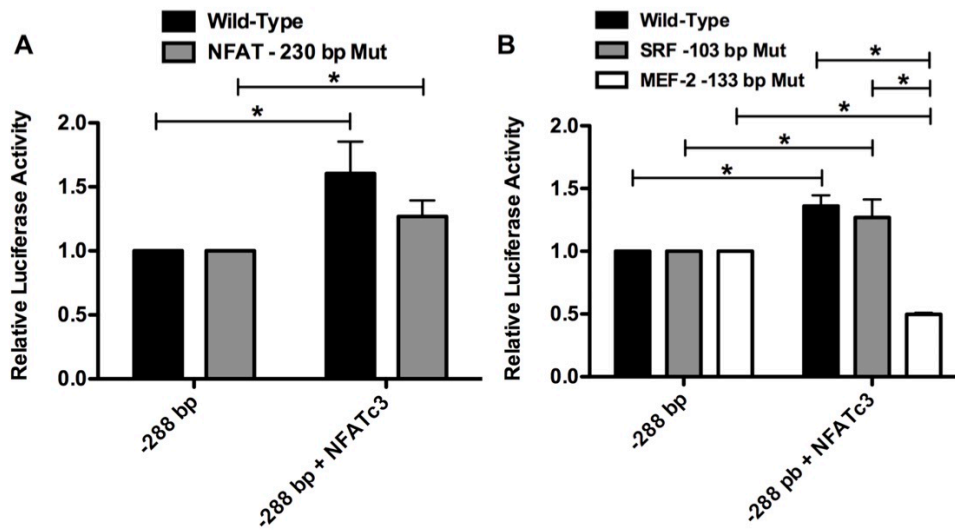 A
Wild-Type
NFAT - 230 bp Mut
*
*
Relative Luciferase Activity
2.0
1.5
1.0
0.5
0.0
-288 bp
-288 bp + NFATc3
B
Wild-Type
SRF -103 bp Mut
MEF-2 -133 bp Mut
*
*
*
*
*
Relative Luciferase Activity
2.0
1.5
1.0
0.5
0.0
-288 bp
-288 pb + NFATc3